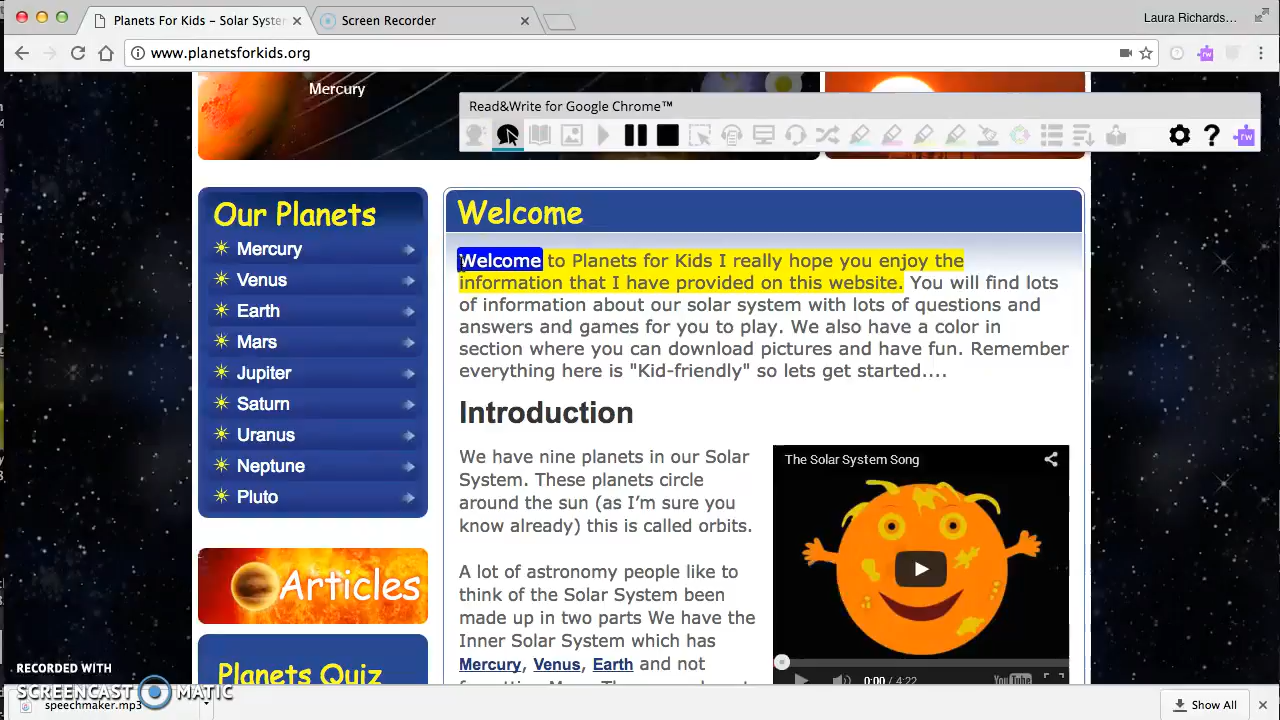 Planets For Kids – Solar Syste
Screen Recorder
Laura Richards...
www.planetsforkids.org
Mercury
Read&Write for Google Chrome™
rw
Our Planets
Mercury
Venus
Earth
Mars
Jupiter
Saturn
Uranus
Neptune
Pluto
Articles
Planets Quiz
Welcome
Welcome to Planets for Kids I really hope you enjoy the
information that I have provided on this website. You will find lots
of information about our solar system with lots of questions and
answers and games for you to play. We also have a color in
section where you can download pictures and have fun. Remember
everything here is "Kid-friendly" so lets get started....
Introduction
We have nine planets in our Solar
System. These planets circle
around the sun (as I’m sure you
know already) this is called orbits.
A lot of astronomy people like to
think of the Solar System been
made up in two parts We have the
Inner Solar System which has
Mercury, Venus, Earth and not
The Solar System Song
0:00 / 4:22
YouTube
RECORDED WITH
SCREENCAST MATIC
speechmaker.mp3
Show All